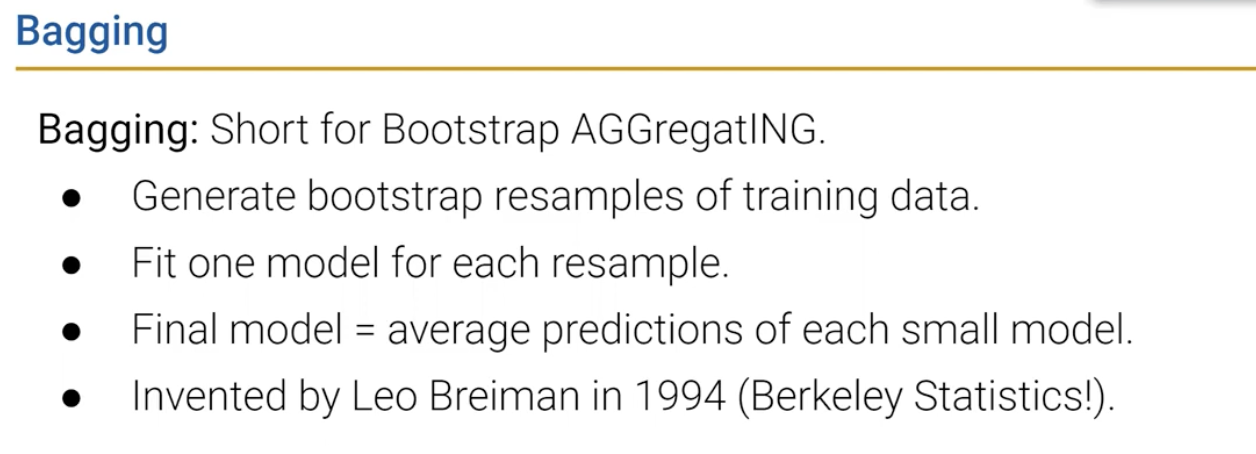 Bagging
Bagging: Short for Bootstrap AGGregatING.
● Generate bootstrap resamples of training data.
● Fit one model for each resample.
● Final model = average predictions of each small model.
● Invented by Leo Breiman in 1994 (Berkeley Statistics!).